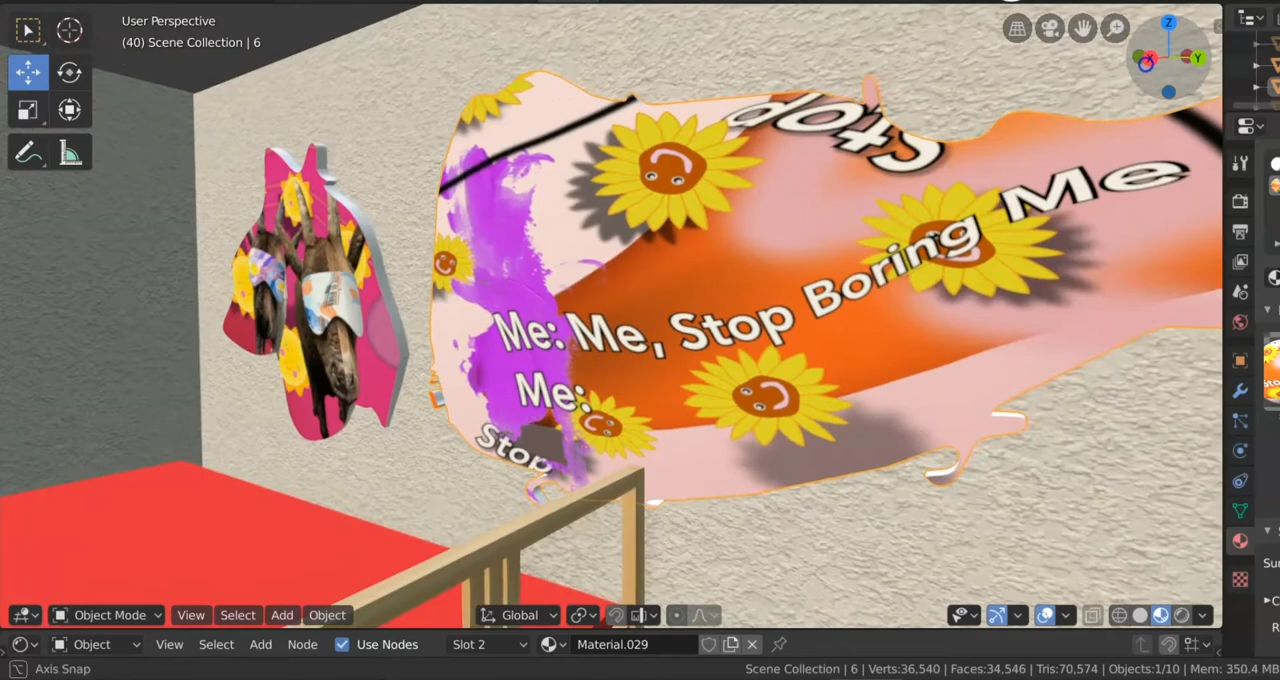 User Perspective
(40) Scene Collection | 6
Z
X
Y
Stop
Me: Me, Stop Boring Me
Me:
Stop
Object Mode View Select Add Object Global
Object View Select Add Node Use Nodes Slot 2 Material.029
Axis Snap
Scene Collection | 6 | Verts:36,540 | Faces:34,546 | Tris:70,574 | Objects:1/10 | Mem: 350.4 MB